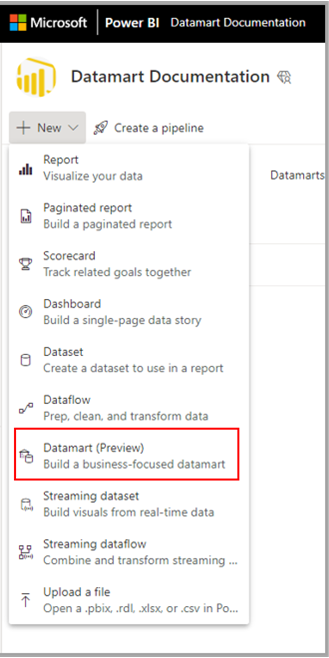 Microsoft Power BI Datamart Documentation
Datamart Documentation
New Create a pipeline
Report
Visualize your data
Datamarts
Paginated report
Build a paginated report
Scorecard
Track related goals together
Dashboard
Build a single-page data story
Dataset
Create a dataset to use in a report
Dataflow
Prep, clean, and transform data
Datamart (Preview)
Build a business-focused datamart
Streaming dataset
Build visuals from real-time data
Streaming dataflow
Combine and transform streaming ...
Upload a file
Open a .pbix, .rdl, .xlsx, or .csv in Po...